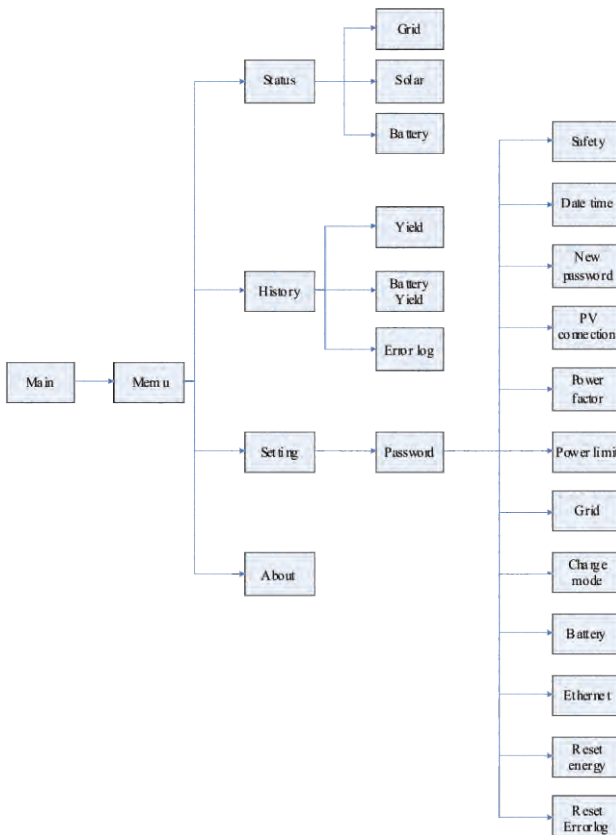 Grid
Status
Solar
Battery
Safety
Date time
New
password
Yield
History
Battery
Yield
PV
connection
Error log
Main
Memu
Power
factor
Setting
Password
Power limit
Grid
About
Charge
mode
Battery
Ethernet
Reset
energy
Reset
Errorlog